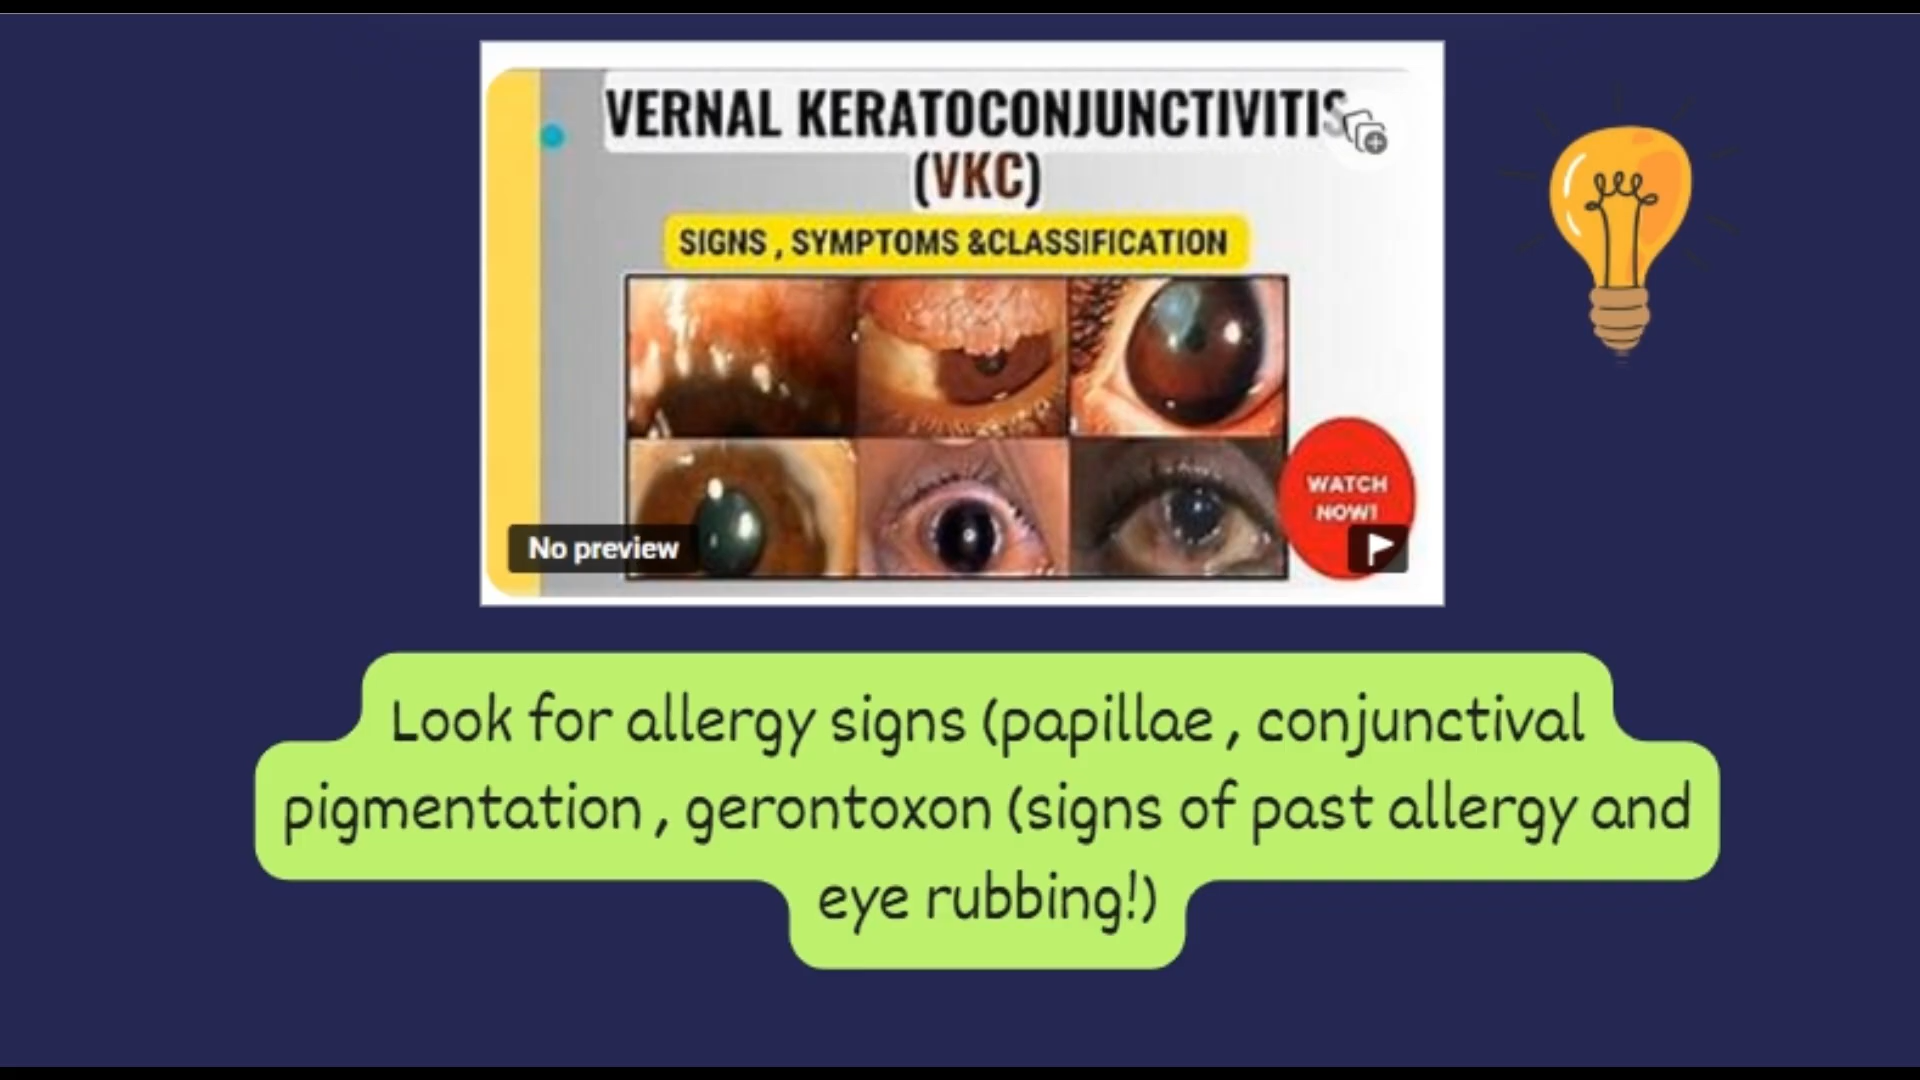 VERNAL KERATOCONJUNCTIVITIS
(VKC)
SIGNS , SYMPTOMS &CLASSIFICATION
WATCH
NOW!
No preview
Look for allergy signs (papillae , conjunctival
pigmentation , gerontoxon (signs of past allergy and
eye rubbing!)